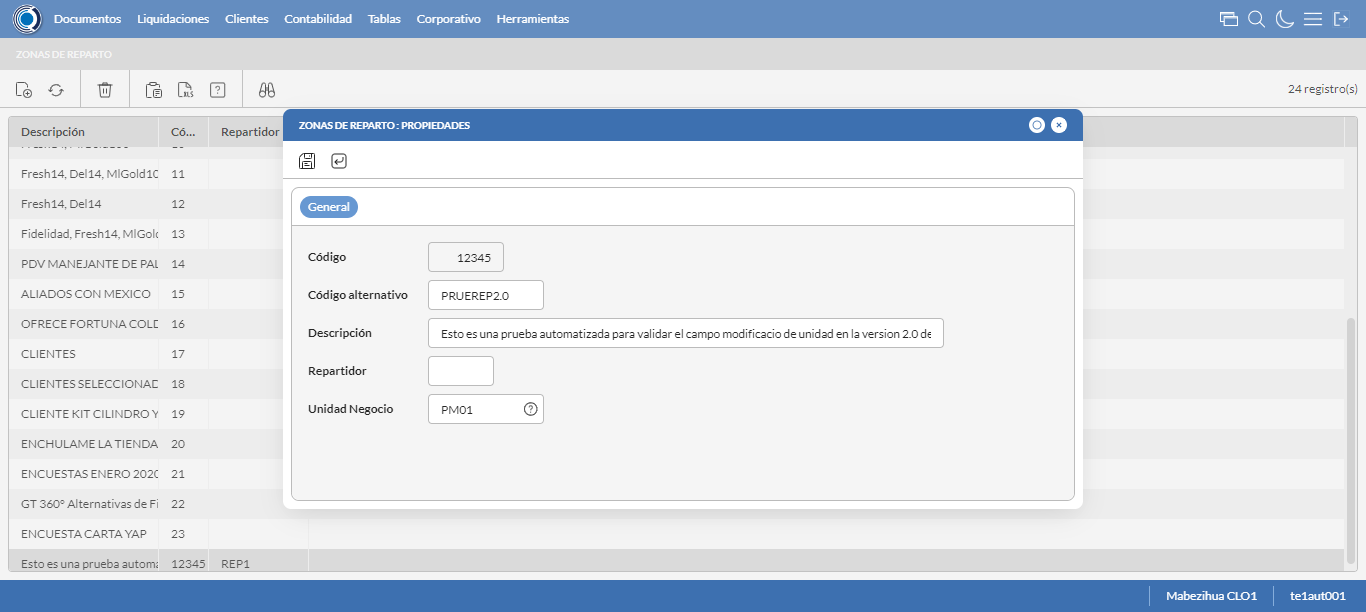 Documentos Liquidaciones Clientes Contabilidad Tablas Corporativo Herramientas
ZONAS DE REPARTO
XLS ? 24 registro(s)
Descripción Có... Repartidor
Fresh14, Del14, MlGold10 11
Fresh14, Del14 12
Fidelidad, Fresh14, MlGol 13
PDV MANEJANTE DE PAL 14
ALIADOS CON MEXICO 15
OFRECE FORTUNA COLD 16
CLIENTES 17
CLIENTES SELECCIONAD 18
CLIENTE KIT CILINDRO Y 19
ENCHULAME LA TIENDA 20
ENCUESTAS ENERO 2020 21
GT 360° Alternativas de Fi 22
ENCUESTA CARTA YAP 23
Esto es una prueba autom 12345 REP1
ZONAS DE REPARTO : PROPIEDADES
General
Código 12345
Código alternativo PRUEREP2.0
Descripción Esto es una prueba automatizada para validar el campo modificacio de unidad en la version 2.0 de
Repartidor
Unidad Negocio PM01 ?
Mabezihua CLO1 te1aut001